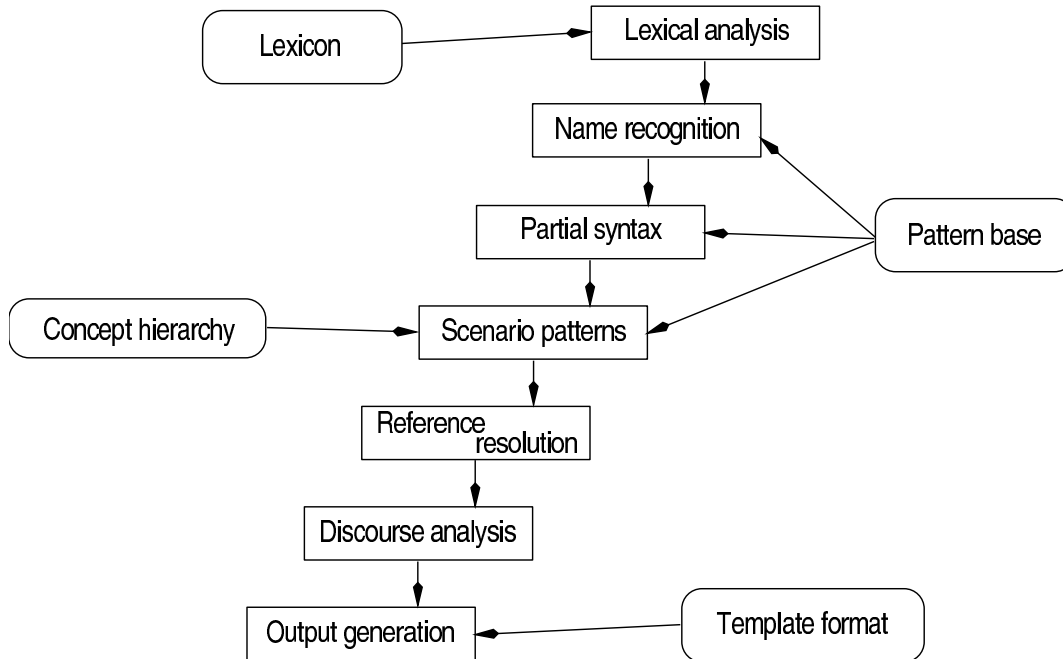 Lexical analysis
Lexicon
Name recognition
Partial syntax
Pattern base
Concept hierarchy
Scenario patterns
Reference
resolution
Discourse analysis
Output generation
Template format